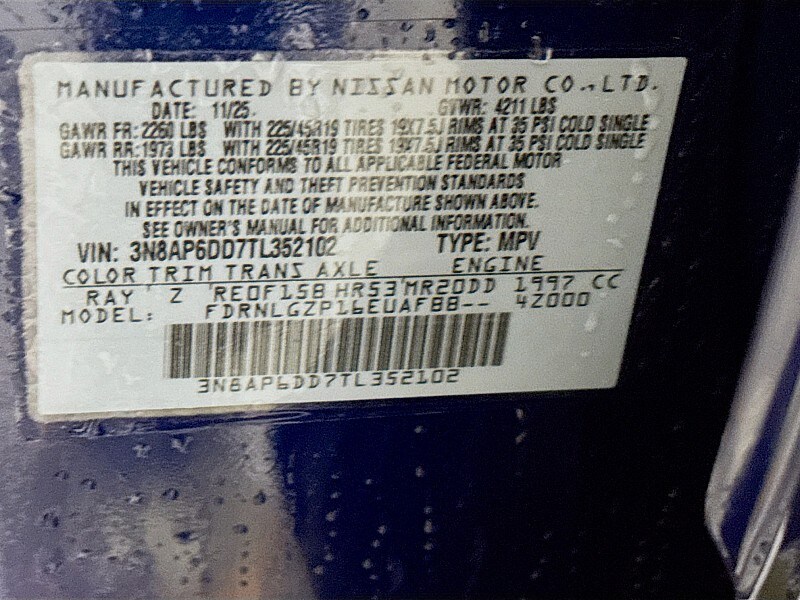 MANUFACTURED BY NISSAN MOTOR CO.,LTD.
DATE: 11/25. GVWR: 4211 LBS
GAWR FR: 2260 LBS WITH 225/45R19 TIRES 19X7.5J RIMS AT 35 PSI COLD SINGLE
GAWR RR: 1973 LBS WITH 225/45R19 TIRES 19X7.5J RIMS AT 35 PSI COLD SINGLE
THIS VEHICLE CONFORMS TO ALL APPLICABLE FEDERAL MOTOR
VEHICLE SAFETY AND THEFT PREVENTION STANDARDS
IN EFFECT ON THE DATE OF MANUFACTURE SHOWN ABOVE.
SEE OWNER'S MANUAL FOR ADDITIONAL INFORMATION.
VIN: 3N8AP6DD7TL352102 TYPE: MPV
COLOR TRIM TRANS AXLE ENGINE
RAY Z RE0F15B HR53 MR20DD 1997 CC
MODEL: FDRNLGZP16EUAFBB-- 4Z000
3N8AP6DD7TL352102